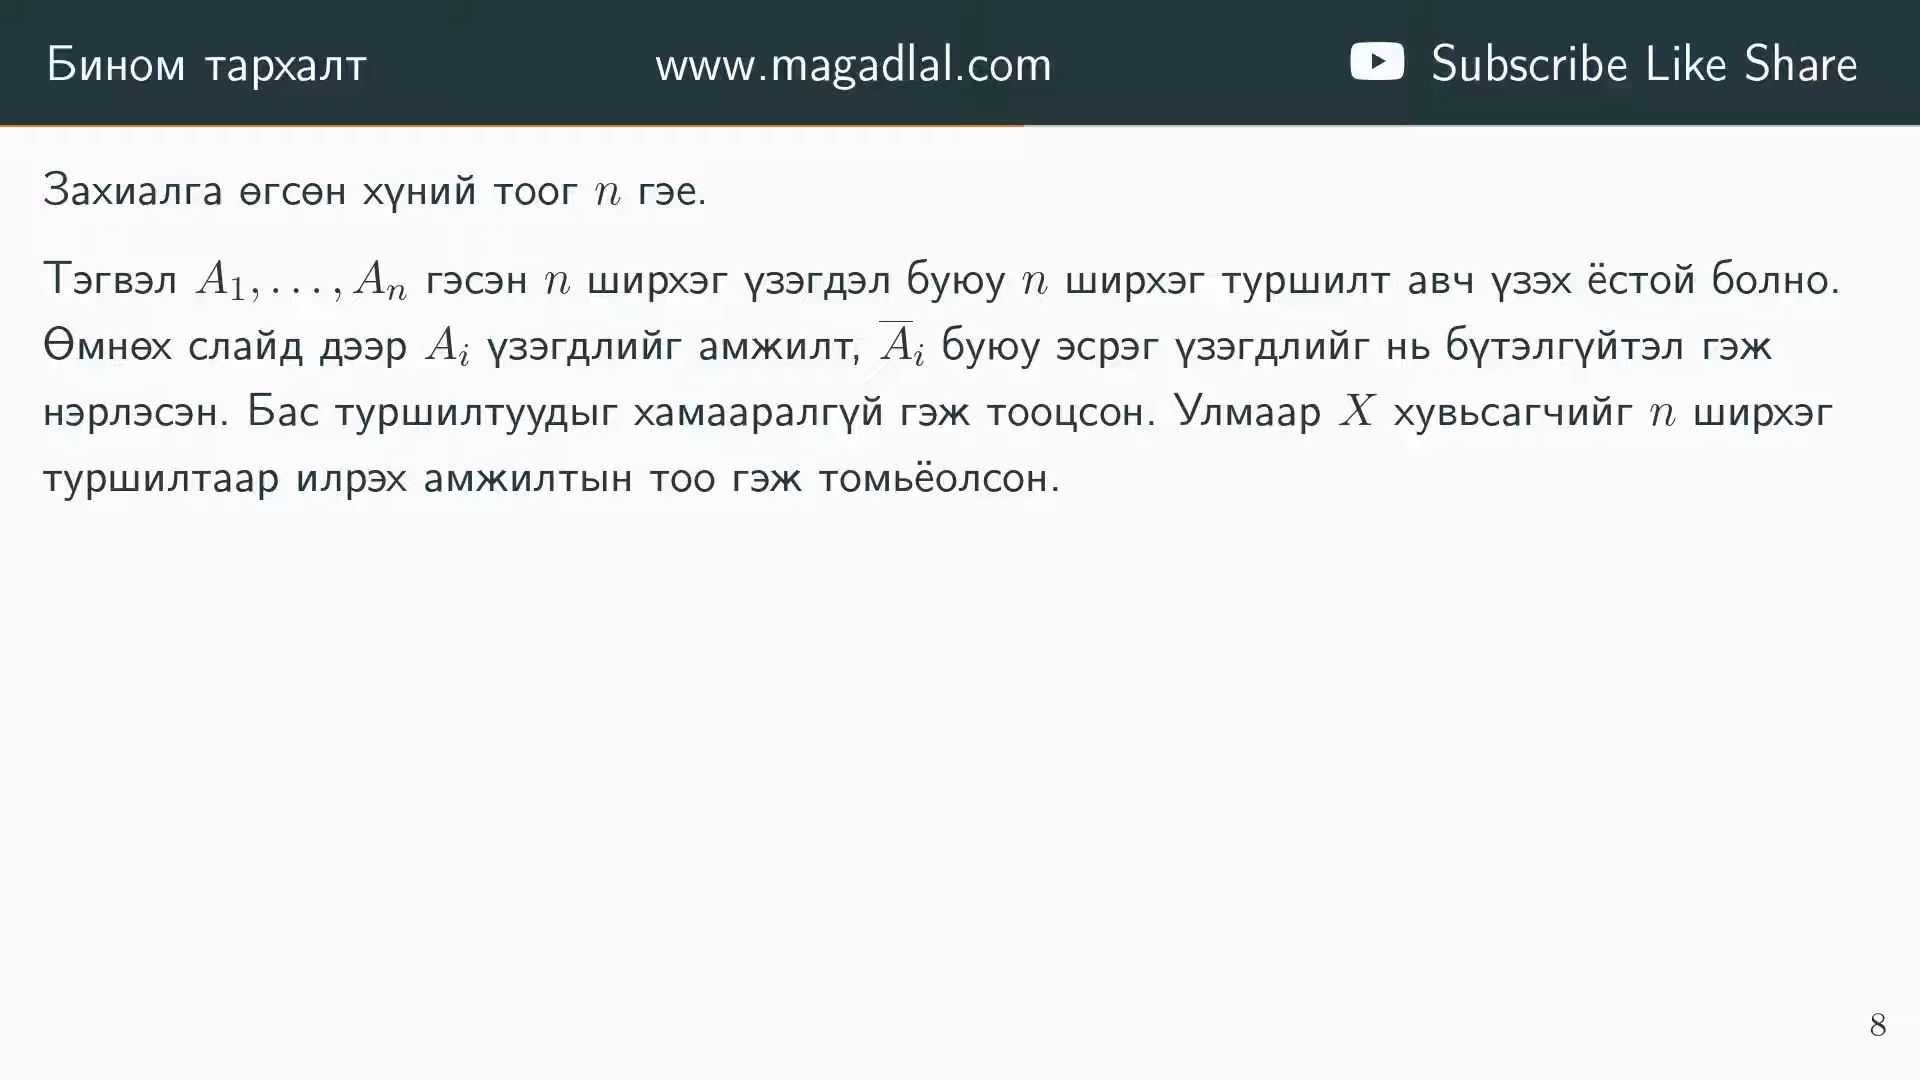 Бином тархалт www.magadlal.com Subscribe Like Share
Захиалга өгсөн хүний тоог n гэе.
Тэгвэл A₁, . . . , Aₙ гэсэн n ширхэг үзэгдэл буюу n ширхэг туршилт авч үзэх ёстой болно.
Өмнөх слайд дээр Aᵢ үзэгдлийг амжилт, A̅ᵢ буюу эсрэг үзэгдлийг нь бүтэлгүйтэл гэж
нэрлэсэн. Бас туршилтуудыг хамааралгүй гэж тооцсон. Улмаар X хувьсагчийг n ширхэг
туршилтаар илрэх амжилтын тоо гэж томьёолсон.
8